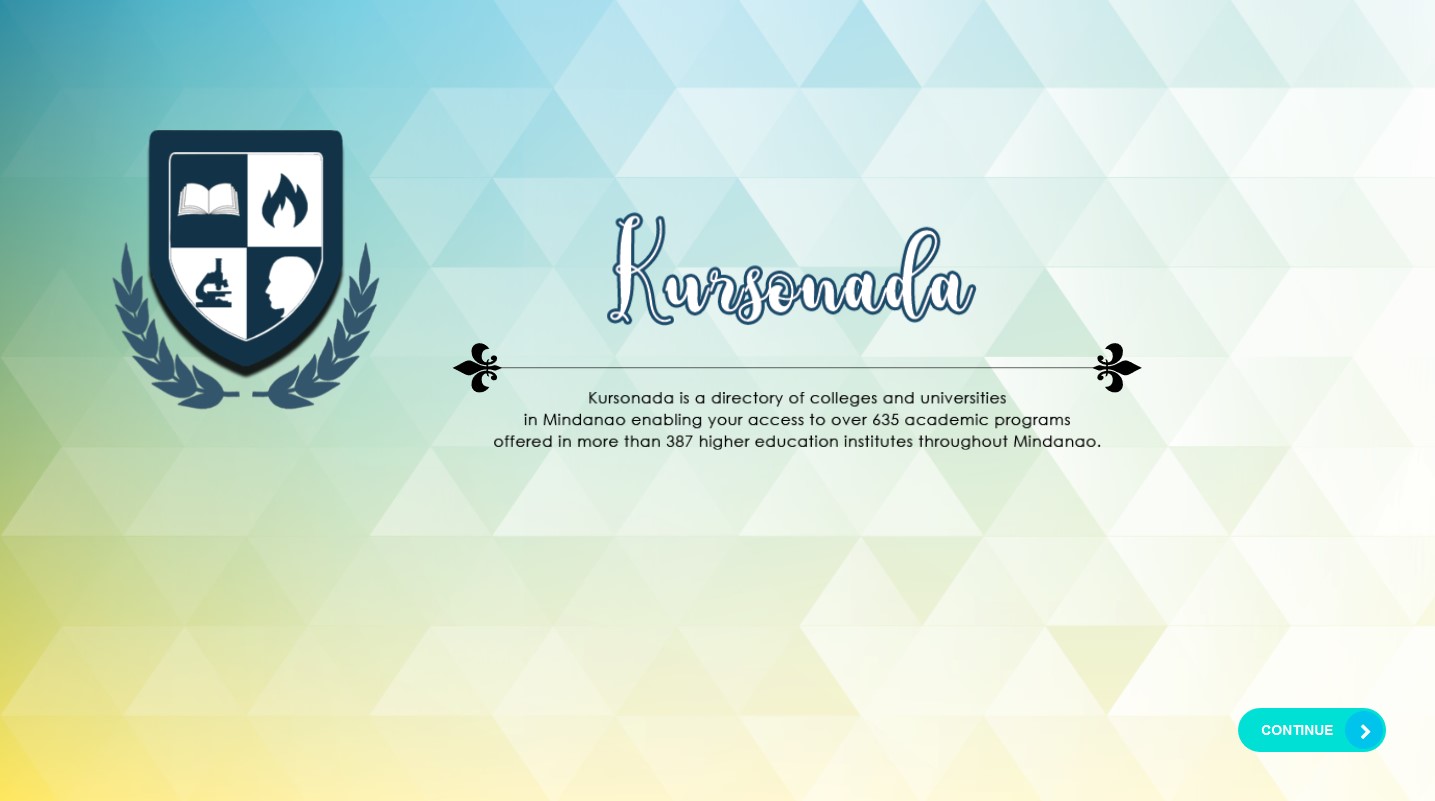 Kursonada
Kursonada is a directory of colleges and universities
in Mindanao enabling your access to over 635 academic programs
offered in more than 387 higher education institutes throughout Mindanao.
CONTINUE